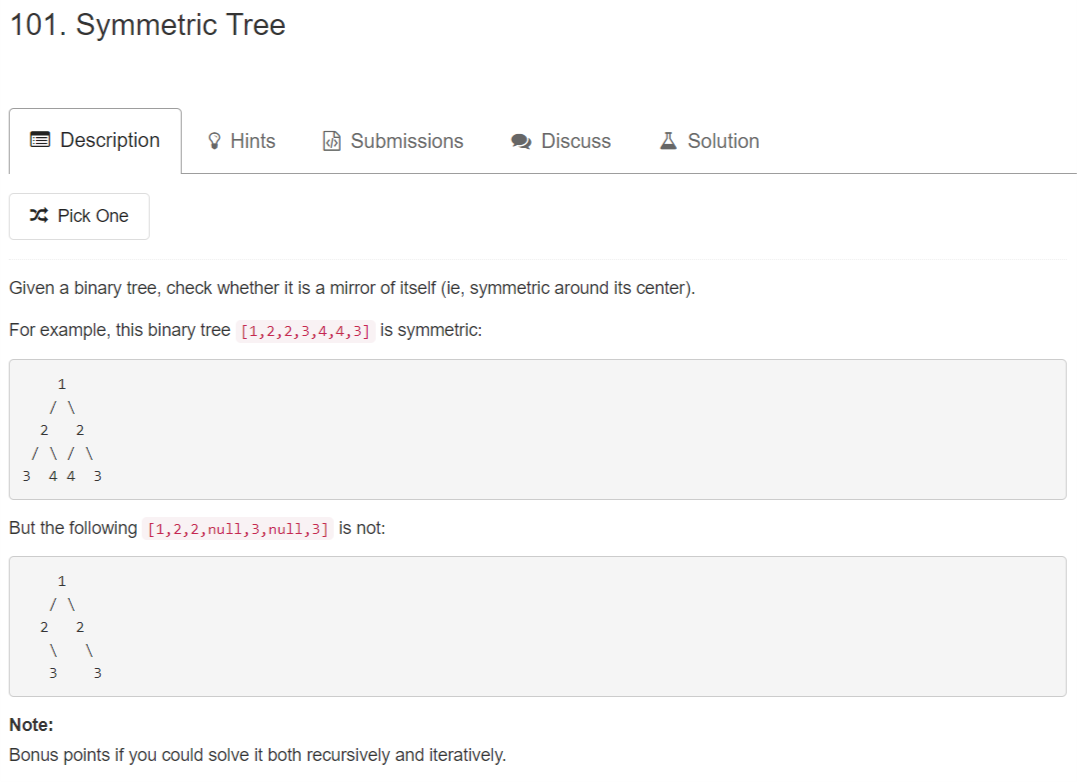 101. Symmetric Tree
Description Hints Submissions Discuss Solution
Pick One
Given a binary tree, check whether it is a mirror of itself (ie, symmetric around its center).
For example, this binary tree [1,2,2,3,4,4,3] is symmetric:
    1
   / \
  2   2
 / \ / \
3  4 4  3
But the following [1,2,2,null,3,null,3] is not:
    1
   / \
  2   2
   \   \
   3    3
Note:
Bonus points if you could solve it both recursively and iteratively.